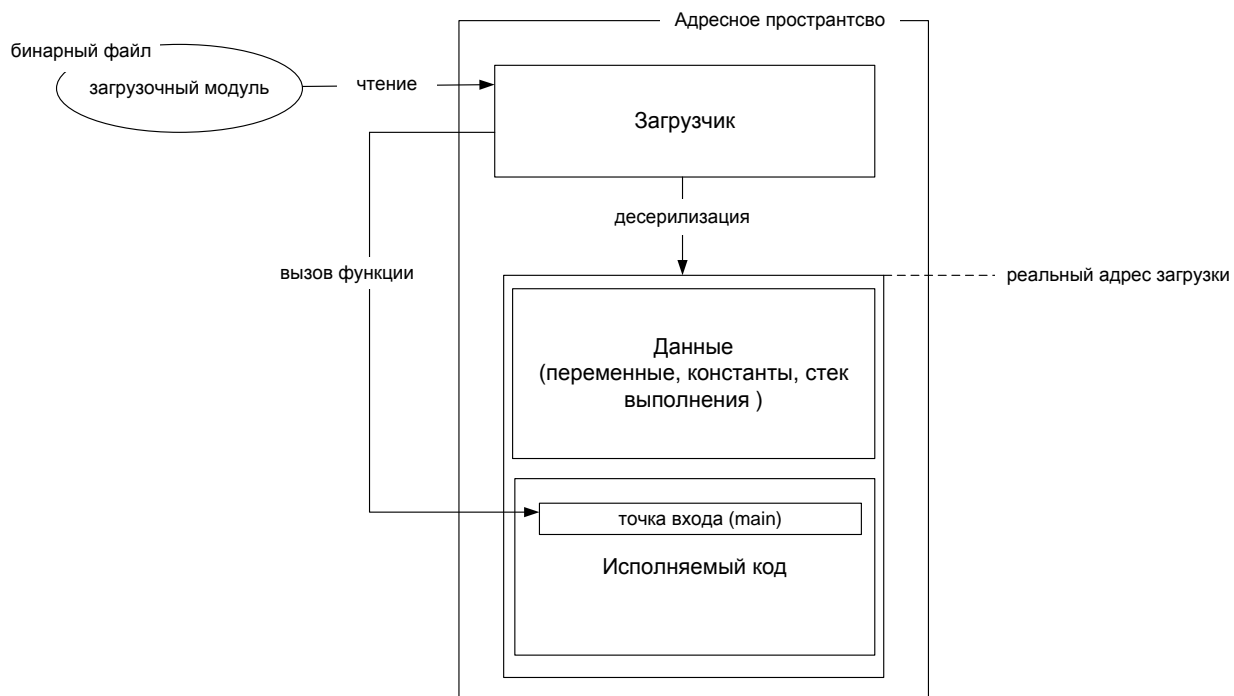 Адресное пространтсво
бинарный файл
загрузочный модуль
чтение
Загрузчик
десерилизация
вызов функции
реальный адрес загрузки
Данные
(переменные, константы, стек
выполнения )
точка входа (main)
Исполняемый код